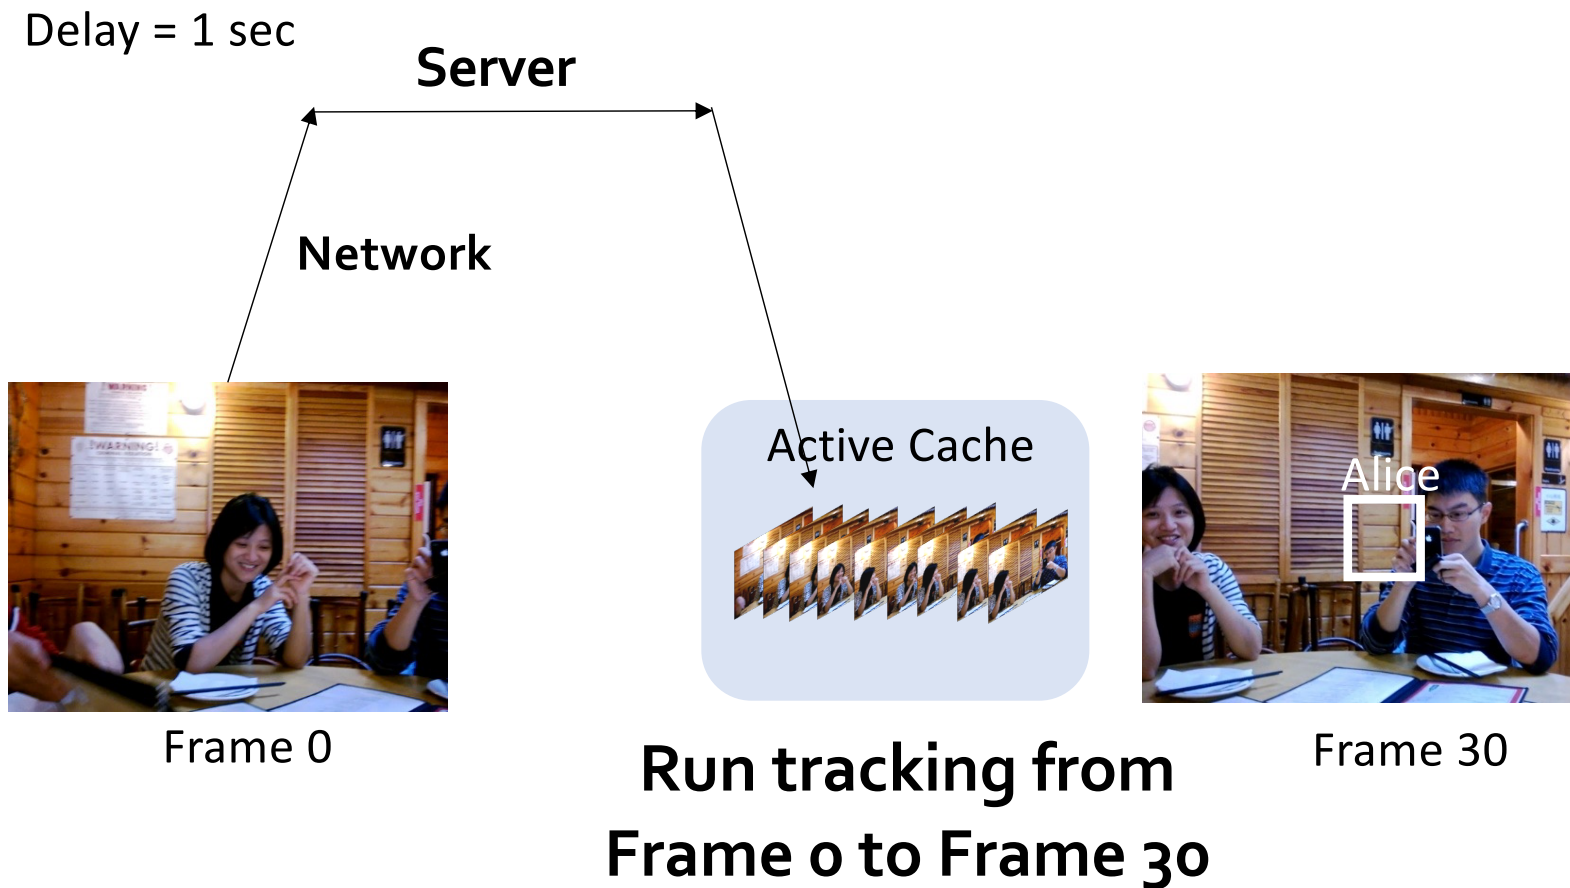 Delay = 1 sec
Server
Network
!WARNING!
Active Cache
Alice
Frame 0
Frame 30
Run tracking from
Frame 0 to Frame 30